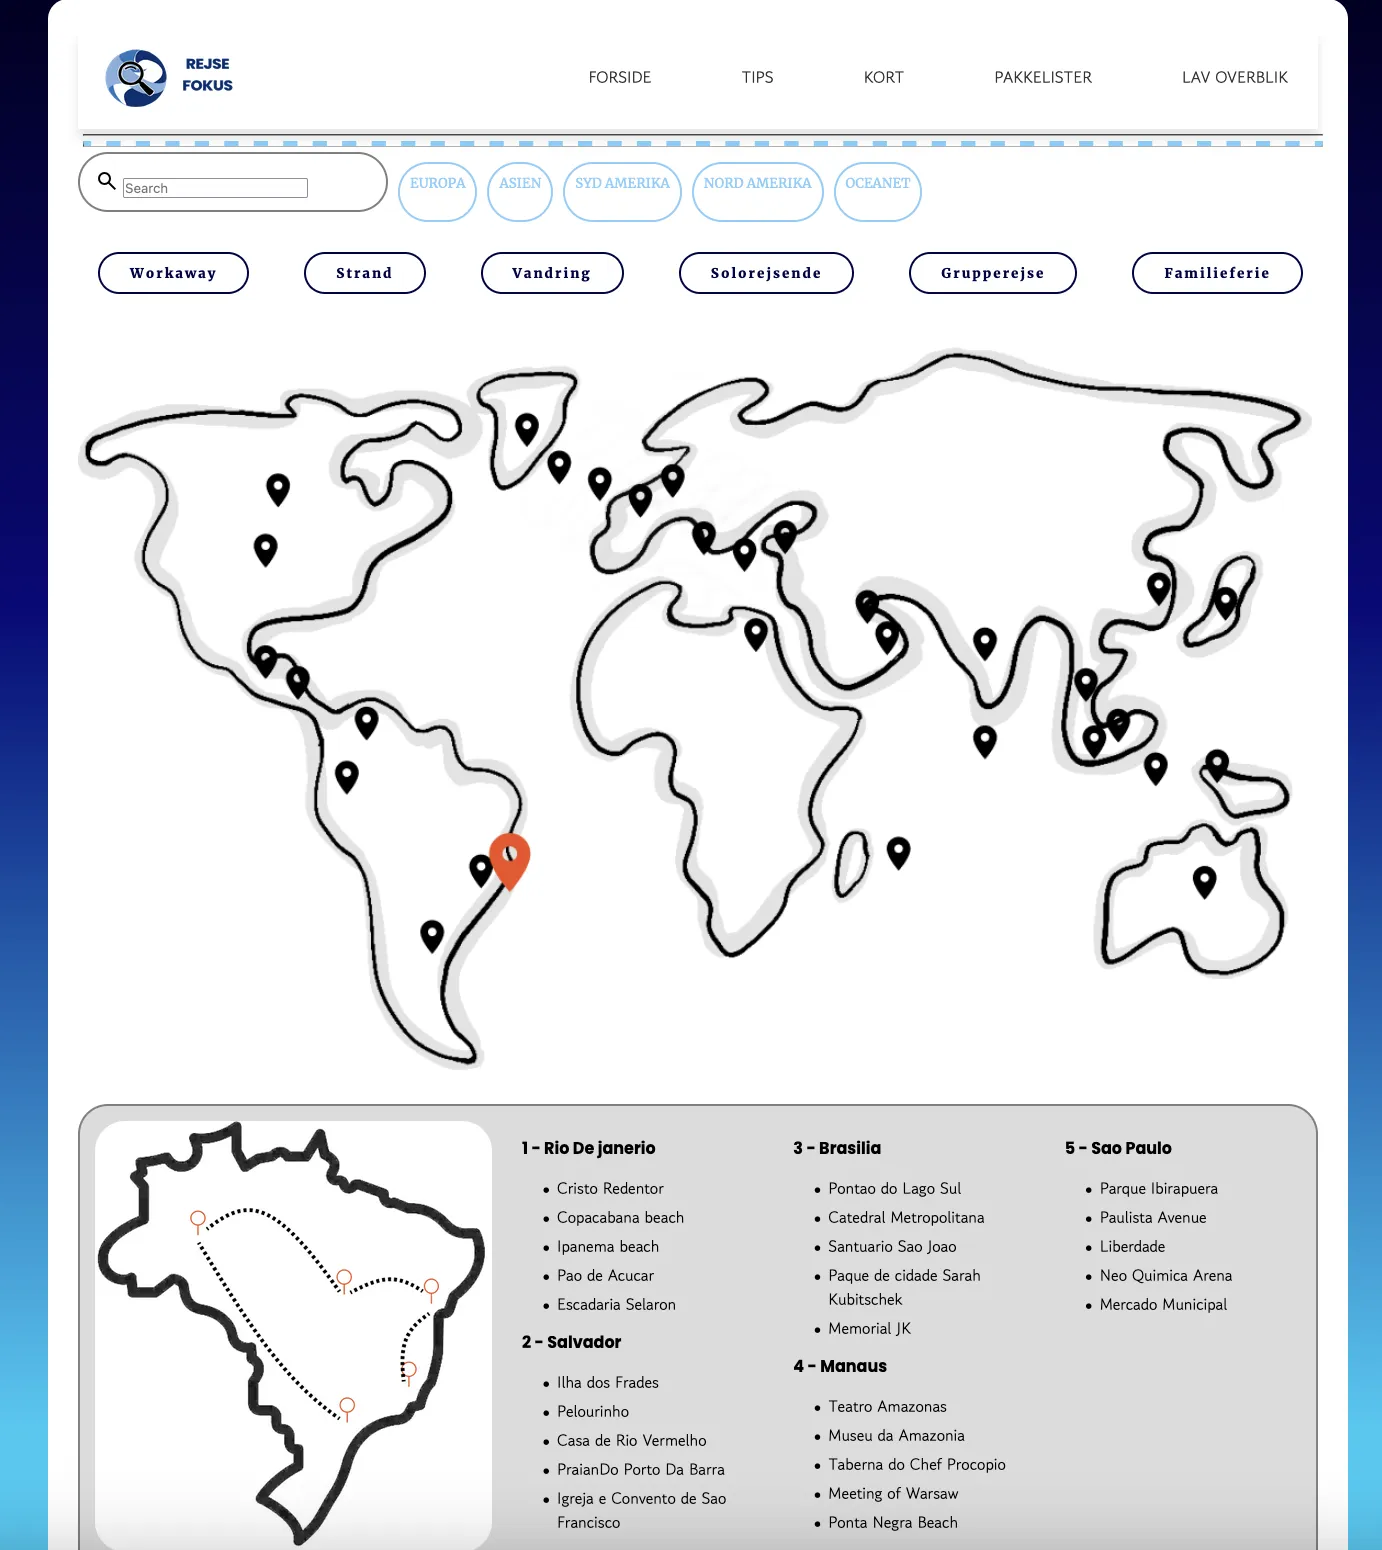 REJSE
FOKUS
FORSIDE
TIPS
KORT
PAKKELISTER
LAV OVERBLIK
Search
EUROPA
ASIEN
SYD AMERIKA
NORD AMERIKA
OCEANET
Workaway
Strand
Vandring
Solorejsende
Grupperejse
Familieferie
1 - Rio De janerio
Cristo Redentor
Copacabana beach
Ipanema beach
Pao de Acucar
Escadaria Selaron
2 - Salvador
Ilha dos Frades
Pelourinho
Casa de Rio Vermelho
PraianDo Porto Da Barra
Igreja e Convento de Sao
Francisco
3 - Brasilia
Pontao do Lago Sul
Catedral Metropolitana
Santuario Sao Joao
Paque de cidade Sarah
Kubitschek
Memorial JK
4 - Manaus
Teatro Amazonas
Museu da Amazonia
Taberna do Chef Procopio
Meeting of Warsaw
Ponta Negra Beach
5 - Sao Paulo
Parque Ibirapuera
Paulista Avenue
Liberdade
Neo Quimica Arena
Mercado Municipal